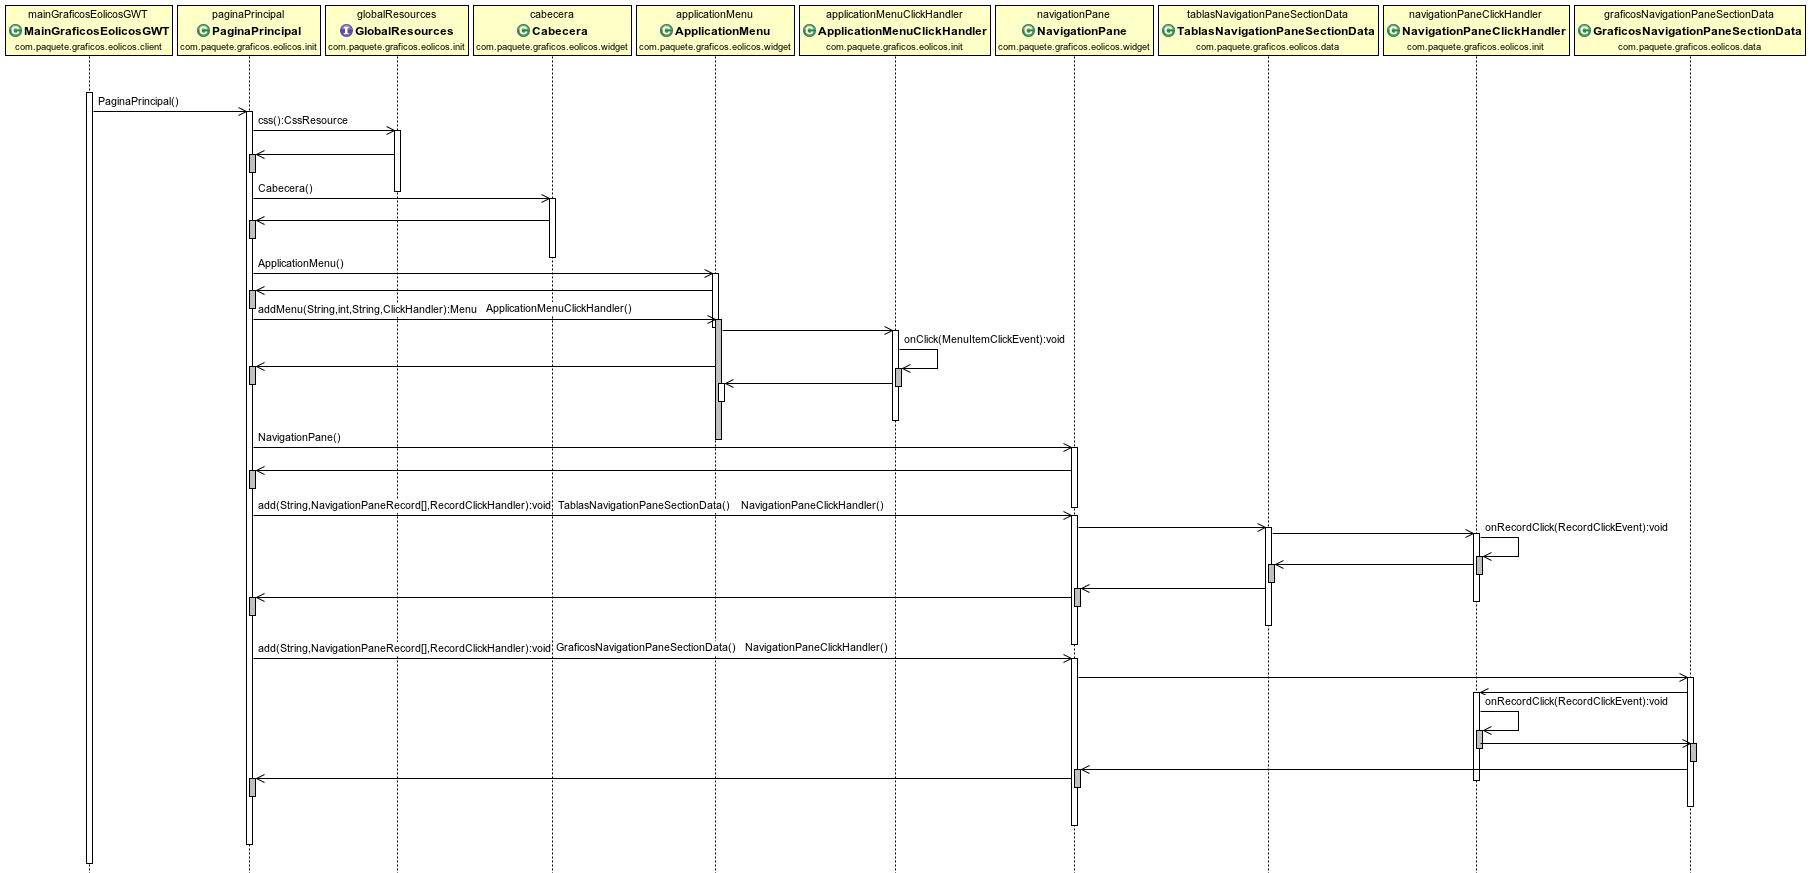 mainGraficosEolicosGWT
C MainGraficosEolicosGWT
com.paquete.graficos.eolicos.client
paginaPrincipal
C PaginaPrincipal
com.paquete.graficos.eolicos.init
globalResources
I GlobalResources
com.paquete.graficos.eolicos.init
cabecera
C Cabecera
com.paquete.graficos.eolicos.widget
applicationMenu
C ApplicationMenu
com.paquete.graficos.eolicos.widget
applicationMenuClickHandler
C ApplicationMenuClickHandler
com.paquete.graficos.eolicos.init
navigationPane
C NavigationPane
com.paquete.graficos.eolicos.widget
tablasNavigationPaneSectionData
C TablasNavigationPaneSectionData
com.paquete.graficos.eolicos.data
navigationPaneClickHandler
C NavigationPaneClickHandler
com.paquete.graficos.eolicos.init
graficosNavigationPaneSectionData
C GraficosNavigationPaneSectionData
com.paquete.graficos.eolicos.data
PaginaPrincipal()
css():CssResource
Cabecera()
ApplicationMenu()
addMenu(String,int,String,ClickHandler):Menu ApplicationMenuClickHandler()
onClick(MenuItemClickEvent):void
NavigationPane()
add(String,NavigationPaneRecord[],RecordClickHandler):void TablasNavigationPaneSectionData() NavigationPaneClickHandler()
onRecordClick(RecordClickEvent):void
add(String,NavigationPaneRecord[],RecordClickHandler):void GraficosNavigationPaneSectionData() NavigationPaneClickHandler()
onRecordClick(RecordClickEvent):void